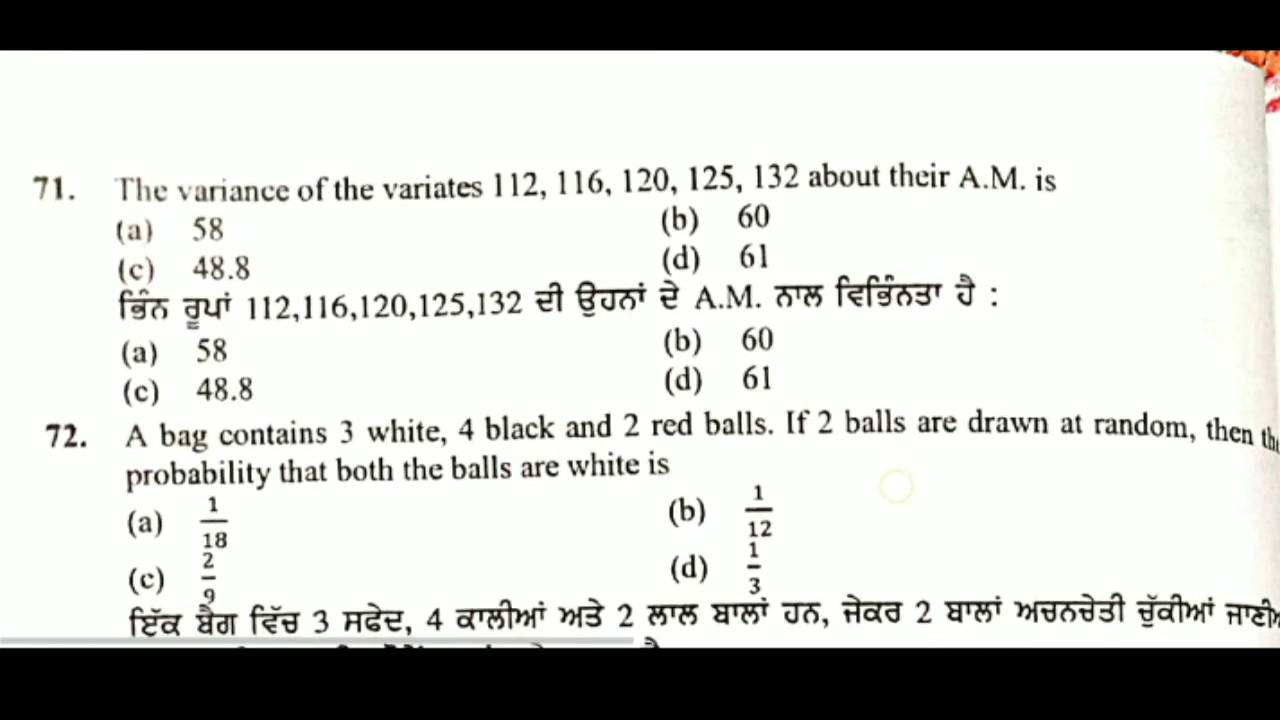 71. The variance of the variates 112, 116, 120, 125, 132 about their A.M. is
(a) 58 (b) 60
(c) 48.8 (d) 61
ਭਿੰਨ ਰੂਪਾਂ 112,116,120,125,132 ਦੀ ਉਹਨਾਂ ਦੇ A.M. ਨਾਲ ਵਿਭਿੰਨਤਾ ਹੈ :
(a) 58 (b) 60
(c) 48.8 (d) 61
72. A bag contains 3 white, 4 black and 2 red balls. If 2 balls are drawn at random, then
probability that both the balls are white is
(a) 1/18 (b) 1/12
(c) 2/9 (d) 1/3
ਇੱਕ ਬੈਗ ਵਿੱਚ 3 ਸਫੇਦ, 4 ਕਾਲੀਆਂ ਅਤੇ 2 ਲਾਲ ਬਾਲਾਂ ਹਨ, ਜੇਕਰ 2 ਬਾਲਾਂ ਅਚਨਚੇਤੀ ਚੁੱਕੀਆਂ